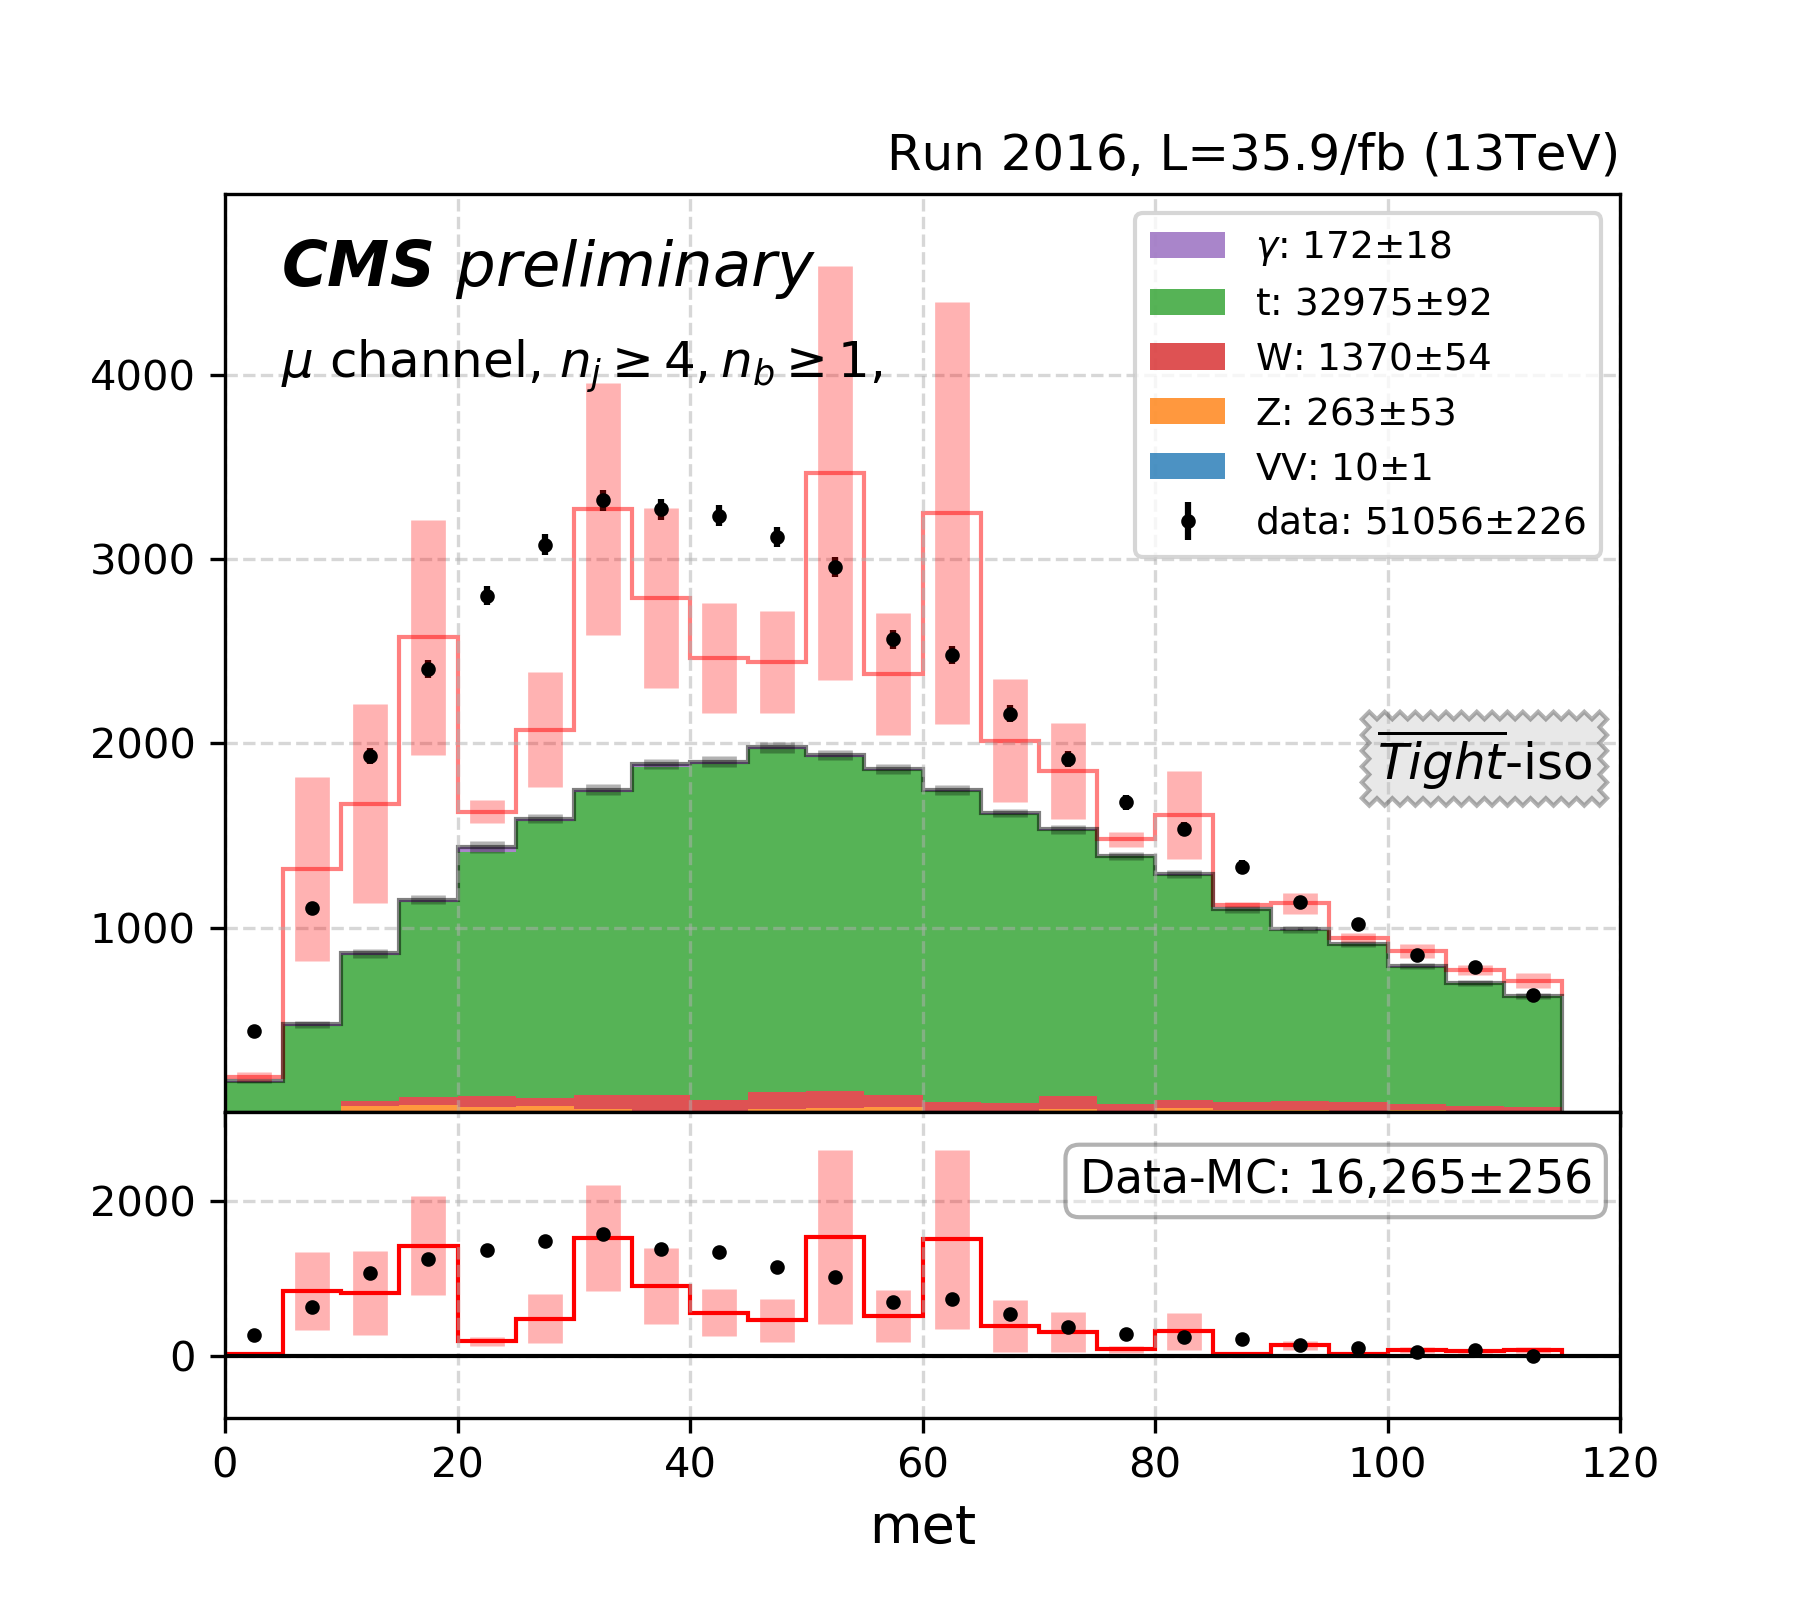 Run 2016, L=35.9/fb (13TeV)
CMS preliminary
μ channel, n_j ≥ 4, n_b ≥ 1,
γ: 172±18
t: 32975±92
W: 1370±54
Z: 263±53
VV: 10±1
data: 51056±226
4000
3000
2000
1000
Tight-iso
Data-MC: 16,265±256
2000
0
0 20 40 60 80 100 120
met